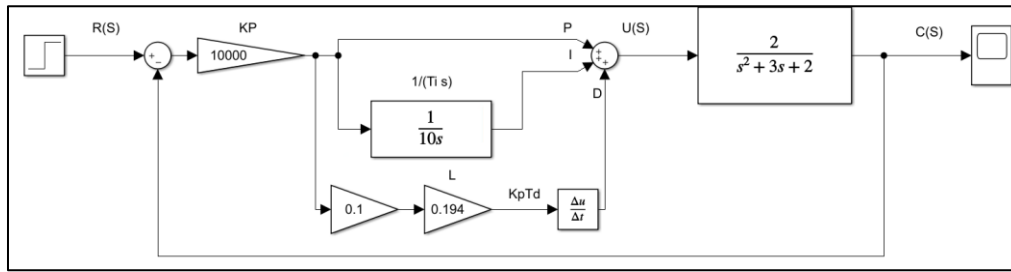 R(S)
KP
P
U(S)
C(S)
+
−
10000
I
+
+
+
2
s² + 3s + 2
1/(Ti s)
D
1
10s
L
KpTd
0.1
0.194
Δu
Δt